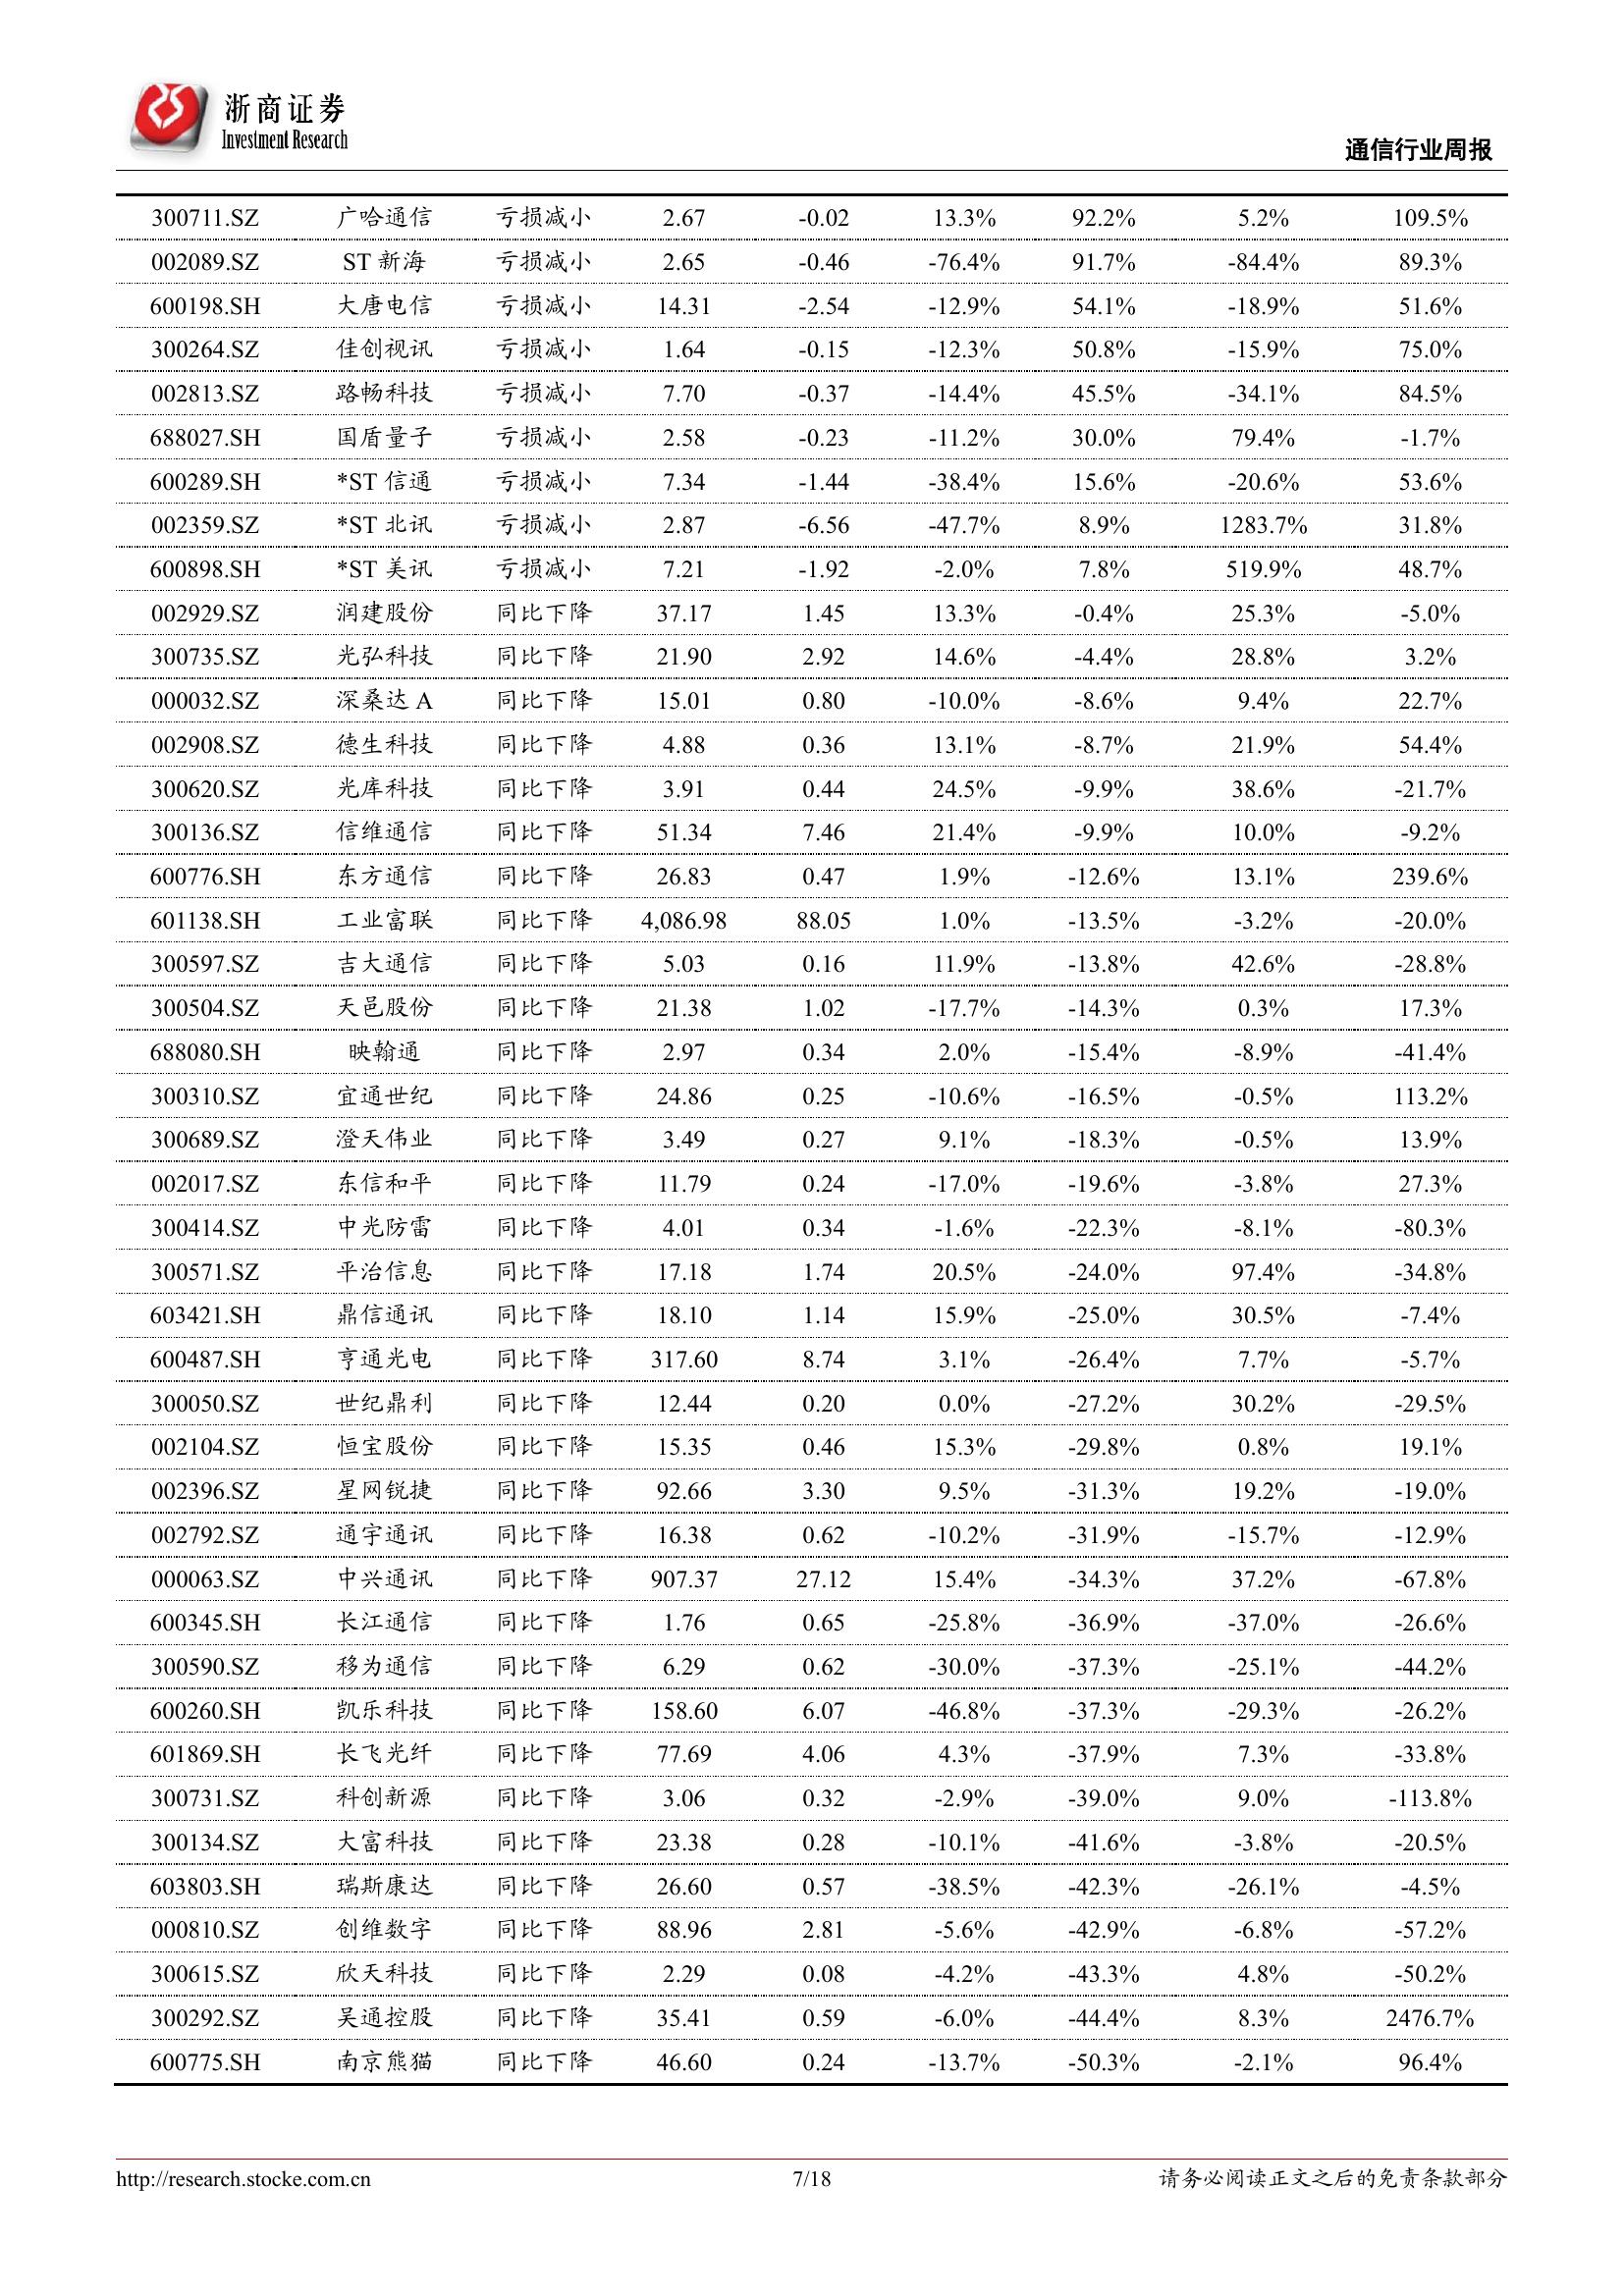 浙商证券
Investment Research
通信行业周报
300711.SZ 广哈通信 亏损减小 2.67 -0.02 13.3% 92.2% 5.2% 109.5%
002089.SZ ST 新海 亏损减小 2.65 -0.46 -76.4% 91.7% -84.4% 89.3%
600198.SH 大唐电信 亏损减小 14.31 -2.54 -12.9% 54.1% -18.9% 51.6%
300264.SZ 佳创视讯 亏损减小 1.64 -0.15 -12.3% 50.8% -15.9% 75.0%
002813.SZ 路畅科技 亏损减小 7.70 -0.37 -14.4% 45.5% -34.1% 84.5%
688027.SH 国盾量子 亏损减小 2.58 -0.23 -11.2% 30.0% 79.4% -1.7%
600289.SH *ST 信通 亏损减小 7.34 -1.44 -38.4% 15.6% -20.6% 53.6%
002359.SZ *ST 北讯 亏损减小 2.87 -6.56 -47.7% 8.9% 1283.7% 31.8%
600898.SH *ST 美讯 亏损减小 7.21 -1.92 -2.0% 7.8% 519.9% 48.7%
002929.SZ 润建股份 同比下降 37.17 1.45 13.3% -0.4% 25.3% -5.0%
300735.SZ 光弘科技 同比下降 21.90 2.92 14.6% -4.4% 28.8% 3.2%
000032.SZ 深桑达 A 同比下降 15.01 0.80 -10.0% -8.6% 9.4% 22.7%
002908.SZ 德生科技 同比下降 4.88 0.36 13.1% -8.7% 21.9% 54.4%
300620.SZ 光库科技 同比下降 3.91 0.44 24.5% -9.9% 38.6% -21.7%
300136.SZ 信维通信 同比下降 51.34 7.46 21.4% -9.9% 10.0% -9.2%
600776.SH 东方通信 同比下降 26.83 0.47 1.9% -12.6% 13.1% 239.6%
601138.SH 工业富联 同比下降 4,086.98 88.05 1.0% -13.5% -3.2% -20.0%
300597.SZ 吉大通信 同比下降 5.03 0.16 11.9% -13.8% 42.6% -28.8%
300504.SZ 天邑股份 同比下降 21.38 1.02 -17.7% -14.3% 0.3% 17.3%
688080.SH 映翰通 同比下降 2.97 0.34 2.0% -15.4% -8.9% -41.4%
300310.SZ 宜通世纪 同比下降 24.86 0.25 -10.6% -16.5% -0.5% 113.2%
300689.SZ 澄天伟业 同比下降 3.49 0.27 9.1% -18.3% -0.5% 13.9%
002017.SZ 东信和平 同比下降 11.79 0.24 -17.0% -19.6% -3.8% 27.3%
300414.SZ 中光防雷 同比下降 4.01 0.34 -1.6% -22.3% -8.1% -80.3%
300571.SZ 平治信息 同比下降 17.18 1.74 20.5% -24.0% 97.4% -34.8%
603421.SH 鼎信通讯 同比下降 18.10 1.14 15.9% -25.0% 30.5% -7.4%
600487.SH 亨通光电 同比下降 317.60 8.74 3.1% -26.4% 7.7% -5.7%
300050.SZ 世纪鼎利 同比下降 12.44 0.20 0.0% -27.2% 30.2% -29.5%
002104.SZ 恒宝股份 同比下降 15.35 0.46 15.3% -29.8% 0.8% 19.1%
002396.SZ 星网锐捷 同比下降 92.66 3.30 9.5% -31.3% 19.2% -19.0%
002792.SZ 通宇通讯 同比下降 16.38 0.62 -10.2% -31.9% -15.7% -12.9%
000063.SZ 中兴通讯 同比下降 907.37 27.12 15.4% -34.3% 37.2% -67.8%
600345.SH 长江通信 同比下降 1.76 0.65 -25.8% -36.9% -37.0% -26.6%
300590.SZ 移为通信 同比下降 6.29 0.62 -30.0% -37.3% -25.1% -44.2%
600260.SH 凯乐科技 同比下降 158.60 6.07 -46.8% -37.3% -29.3% -26.2%
601869.SH 长飞光纤 同比下降 77.69 4.06 4.3% -37.9% 7.3% -33.8%
300731.SZ 科创新源 同比下降 3.06 0.32 -2.9% -39.0% 9.0% -113.8%
300134.SZ 大富科技 同比下降 23.38 0.28 -10.1% -41.6% -3.8% -20.5%
603803.SH 瑞斯康达 同比下降 26.60 0.57 -38.5% -42.3% -26.1% -4.5%
000810.SZ 创维数字 同比下降 88.96 2.81 -5.6% -42.9% -6.8% -57.2%
300615.SZ 欣天科技 同比下降 2.29 0.08 -4.2% -43.3% 4.8% -50.2%
300292.SZ 吴通控股 同比下降 35.41 0.59 -6.0% -44.4% 8.3% 2476.7%
600775.SH 南京熊猫 同比下降 46.60 0.24 -13.7% -50.3% -2.1% 96.4%
http://research.stocke.com.cn 7/18 请务必阅读正文之后的免责条款部分